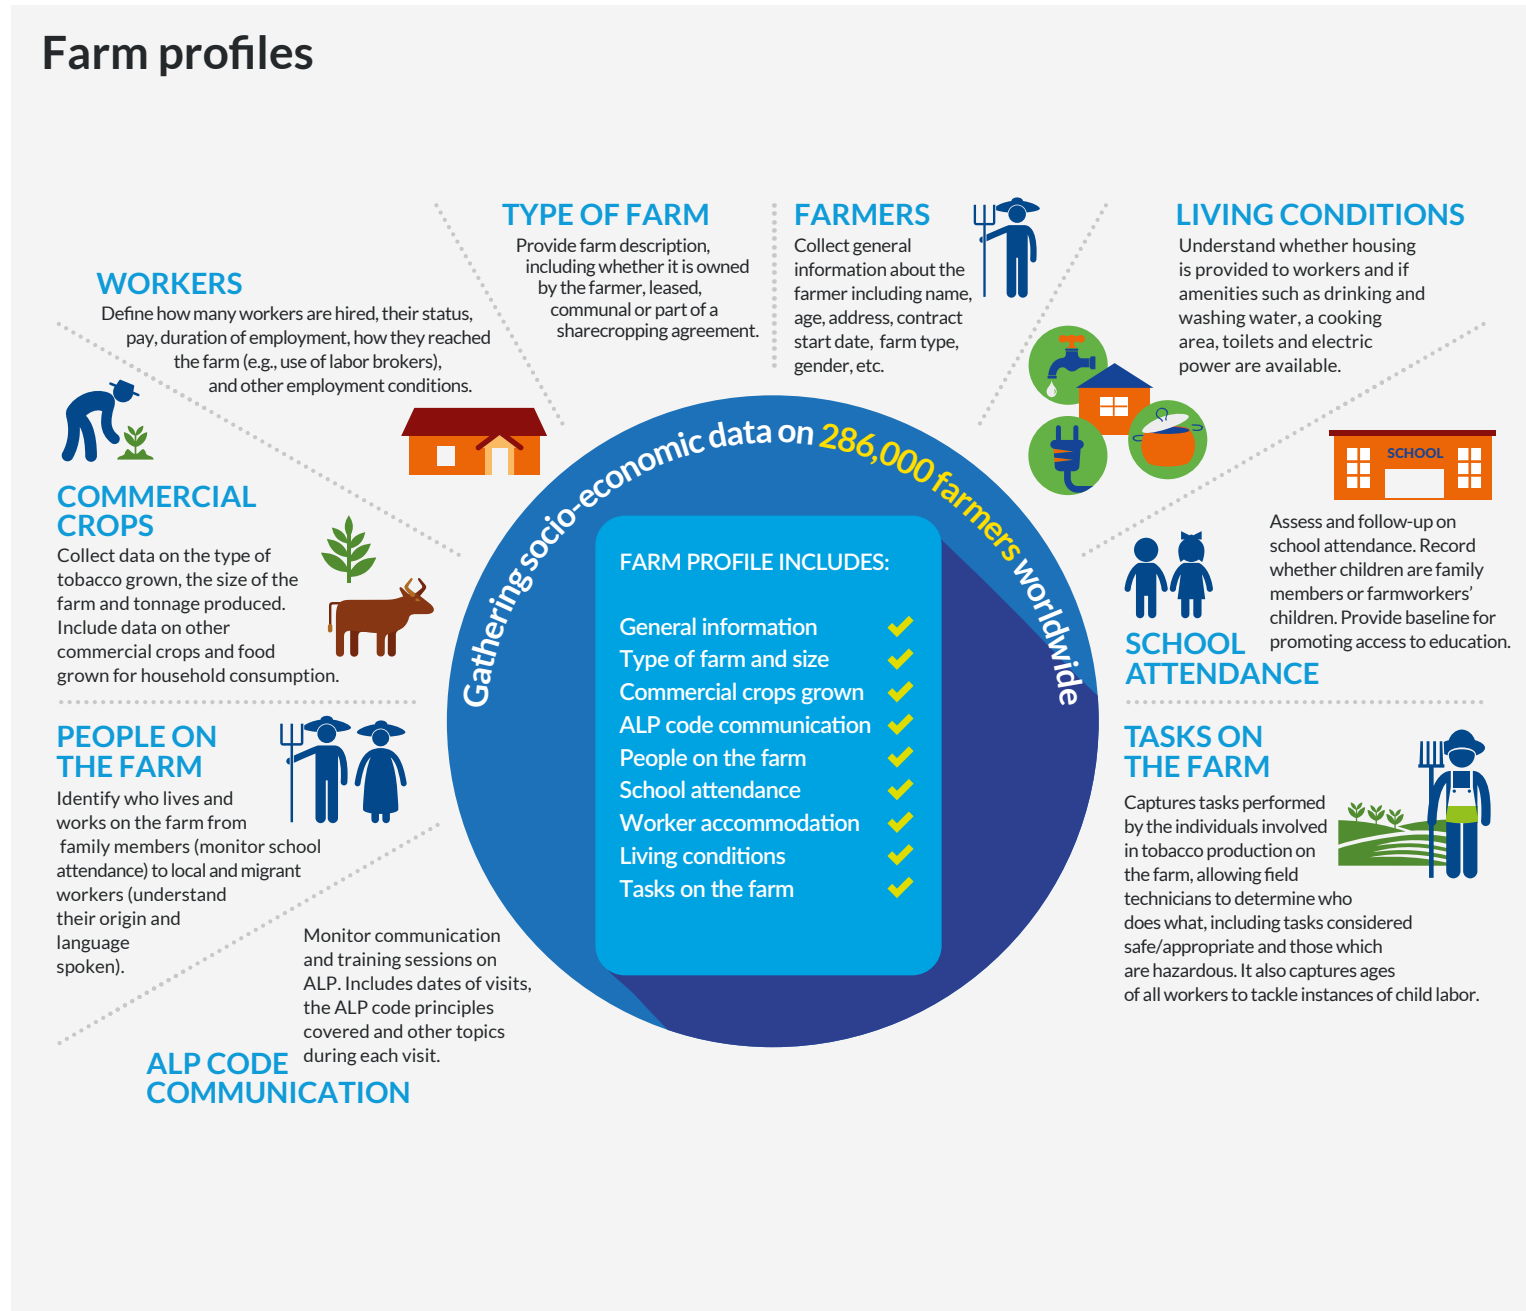 Farm profiles
WORKERS
Define how many workers are hired, their status,
pay, duration of employment, how they reached
the farm (e.g., use of labor brokers),
and other employment conditions.
TYPE OF FARM
Provide farm description,
including whether it is owned
by the farmer, leased,
communal or part of a
sharecropping agreement.
FARMERS
Collect general
information about the
farmer including name,
age, address, contract
start date, farm type,
gender, etc.
LIVING CONDITIONS
Understand whether housing
is provided to workers and if
amenities such as drinking and
washing water, a cooking
area, toilets and electric
power are available.
COMMERCIAL
CROPS
Collect data on the type of
tobacco grown, the size of the
farm and tonnage produced.
Include data on other
commercial crops and food
grown for household consumption.
Gathering socio-economic data on 286,000 farmers worldwide
FARM PROFILE INCLUDES:
General information
Type of farm and size
Commercial crops grown
ALP code communication
People on the farm
School attendance
Worker accommodation
Living conditions
Tasks on the farm
SCHOOL
Assess and follow-up on
school attendance. Record
whether children are family
members or farmworkers’
children. Provide baseline for
promoting access to education.
SCHOOL
ATTENDANCE
PEOPLE ON
THE FARM
Identify who lives and
works on the farm from
family members (monitor school
attendance) to local and migrant
workers (understand
their origin and
language
spoken).
TASKS ON
THE FARM
Captures tasks performed
by the individuals involved
in tobacco production on
the farm, allowing field
technicians to determine who
does what, including tasks considered
safe/appropriate and those which
are hazardous. It also captures ages
of all workers to tackle instances of child labor.
Monitor communication
and training sessions on
ALP. Includes dates of visits,
the ALP code principles
covered and other topics
during each visit.
ALP CODE
COMMUNICATION